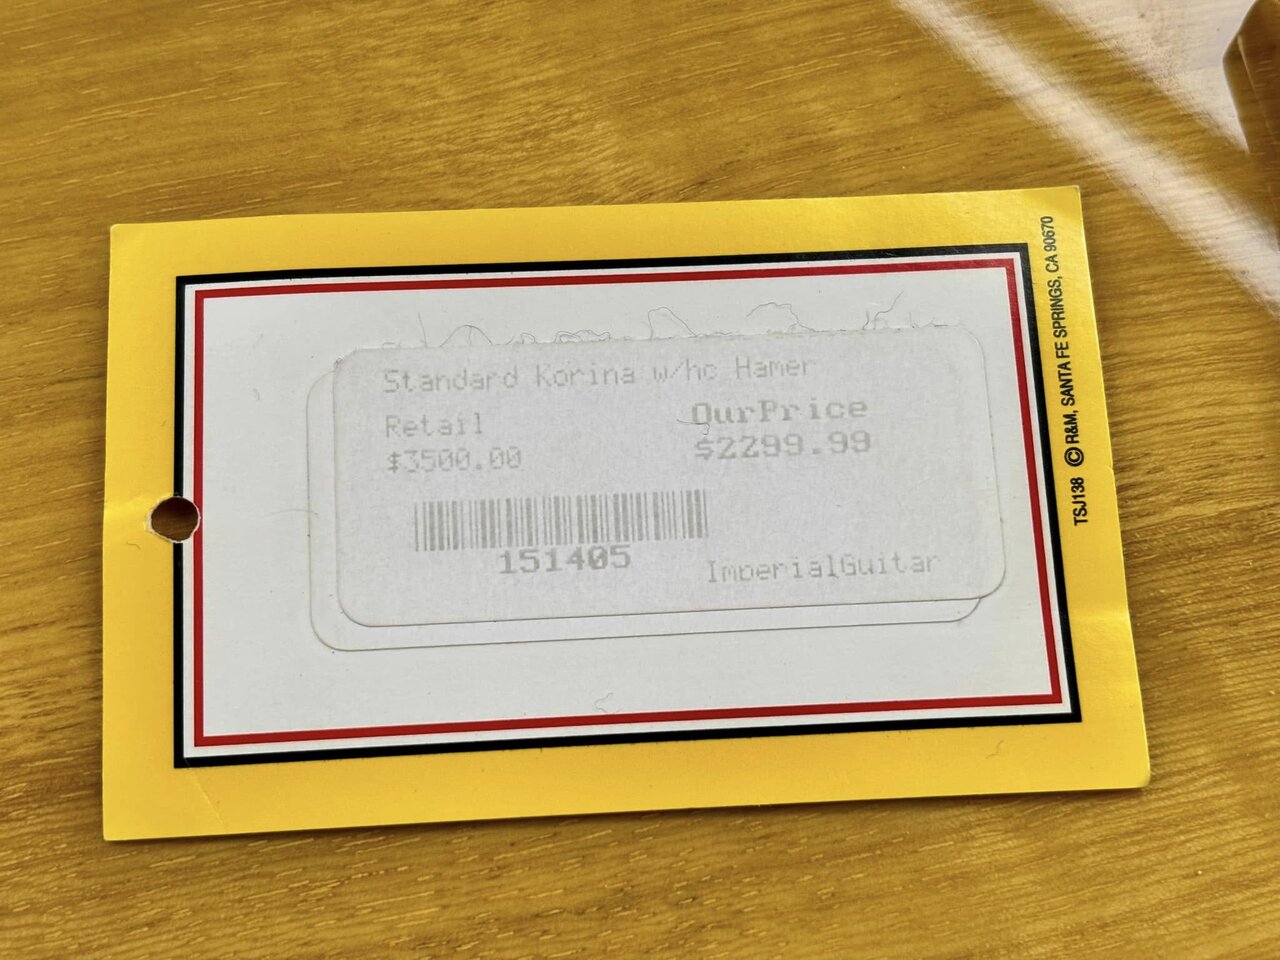 Standard Korina w/hc Hamer
Retail
$3500.00
OurPrice
$2299.99
151405
ImperialGuitar
TSJ138 © R&M, SANTA FE SPRINGS, CA 90670